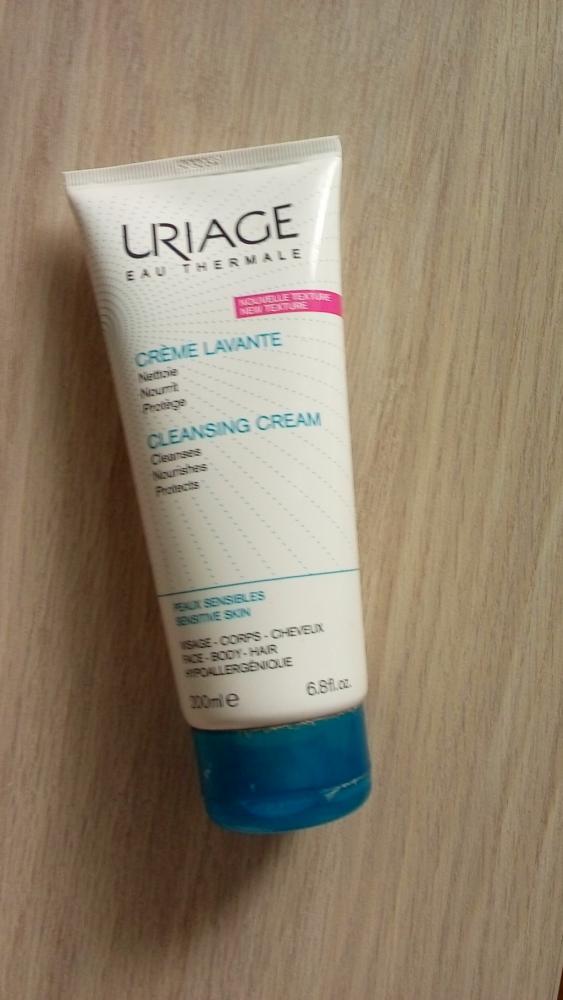 URIAGE
EAU THERMALE
NOUVELLE TEXTURE
NEW TEXTURE
CRÈME LAVANTE
Nettoie
Nourrit
Protège
CLEANSING CREAM
Cleanses
Nourishes
Protects
PEAUX SENSIBLES
SENSITIVE SKIN
VISAGE - CORPS - CHEVEUX
FACE - BODY - HAIR
HYPOALLERGÉNIQUE
200ml e 6.8fl.oz.